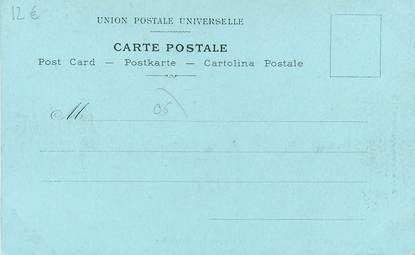 12 €
UNION POSTALE UNIVERSELLE
CARTE POSTALE
Post Card — Postkarte — Cartolina Postale
06
M